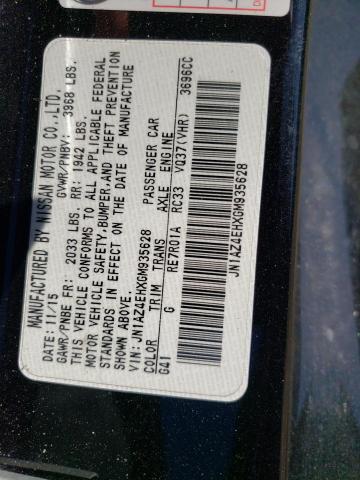 MANUFACTURED BY NISSAN MOTOR CO.,LTD.
DATE: 11/15 GVWR/PNBV: 3968 LBS.
GAWR/PNBE FR: 2033 LBS. RR: 1942 LBS.
THIS VEHICLE CONFORMS TO ALL APPLICABLE FEDERAL
MOTOR VEHICLE SAFETY, BUMPER, AND THEFT PREVENTION
STANDARDS IN EFFECT ON THE DATE OF MANUFACTURE
SHOWN ABOVE.
VIN: JN1AZ4EHXGM935628 PASSENGER CAR
COLOR TRIM TRANS AXLE ENGINE
G41 G RE7R01A RC33 VQ37(VHR) 3696CC
JN1AZ4EHXGM935628